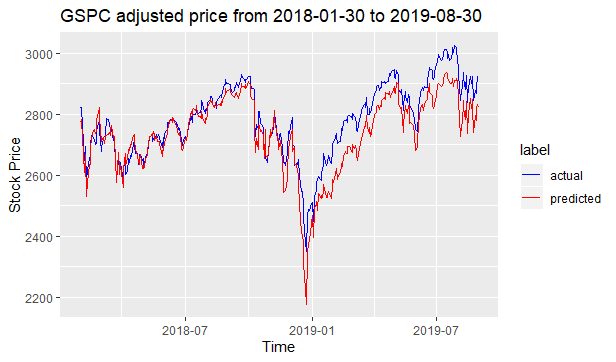 GSPC adjusted price from 2018-01-30 to 2019-08-30
3000
2800
2600
2400
2200
Stock Price
2018-07
2019-01
2019-07
Time
label
actual
predicted